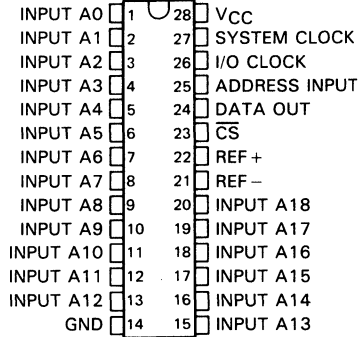 INPUT A0 1 28 VCC
INPUT A1 2 27 SYSTEM CLOCK
INPUT A2 3 26 I/O CLOCK
INPUT A3 4 25 ADDRESS INPUT
INPUT A4 5 24 DATA OUT
INPUT A5 6 23 C̅S̅
INPUT A6 7 22 REF+
INPUT A7 8 21 REF−
INPUT A8 9 20 INPUT A18
INPUT A9 10 19 INPUT A17
INPUT A10 11 18 INPUT A16
INPUT A11 12 17 INPUT A15
INPUT A12 13 16 INPUT A14
GND 14 15 INPUT A13